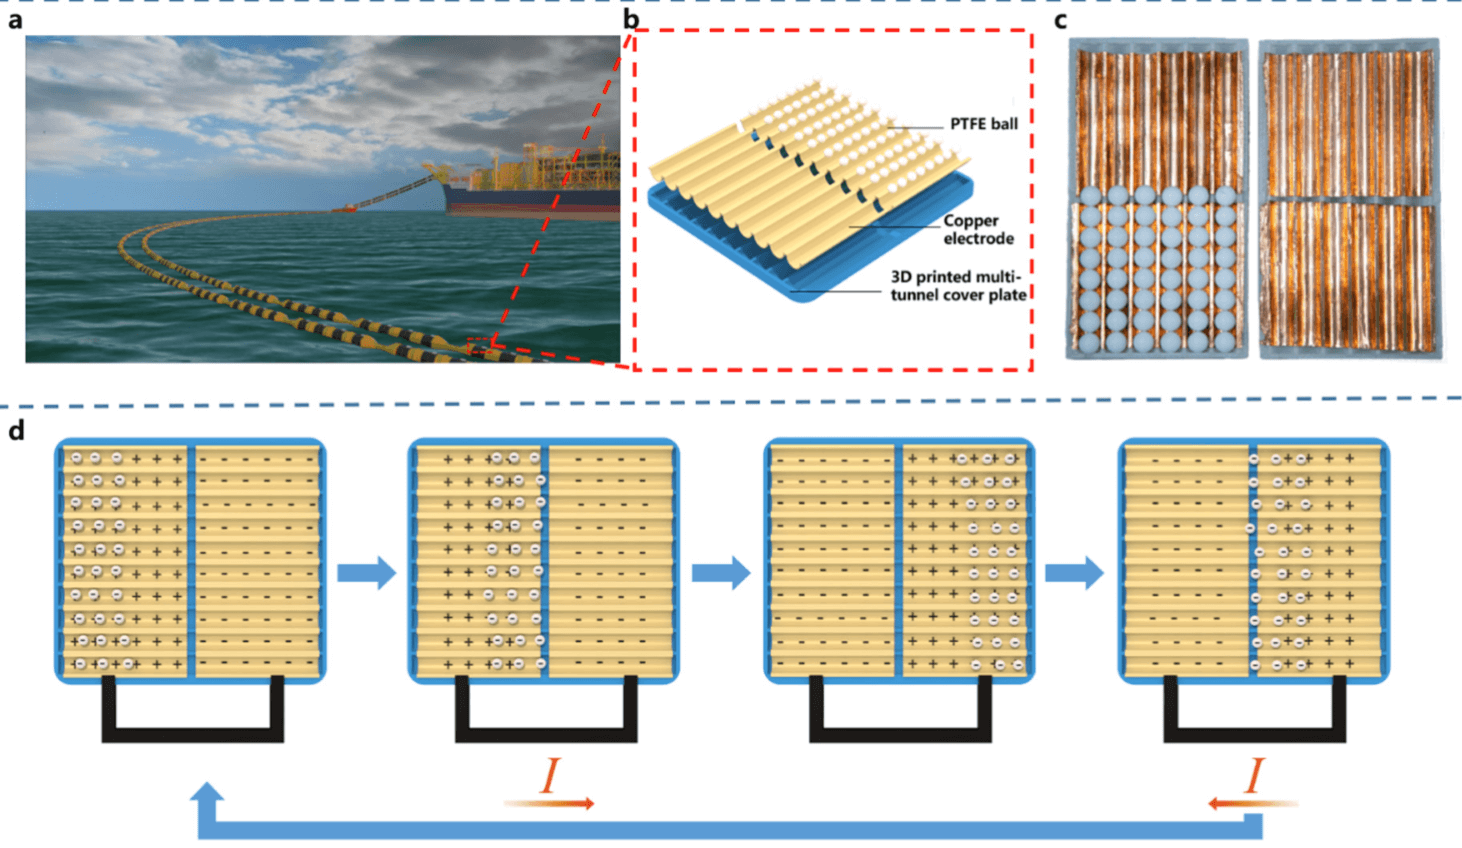 a
b
c
PTFE ball
Copper
electrode
3D printed multi-
tunnel cover plate
d
I
I